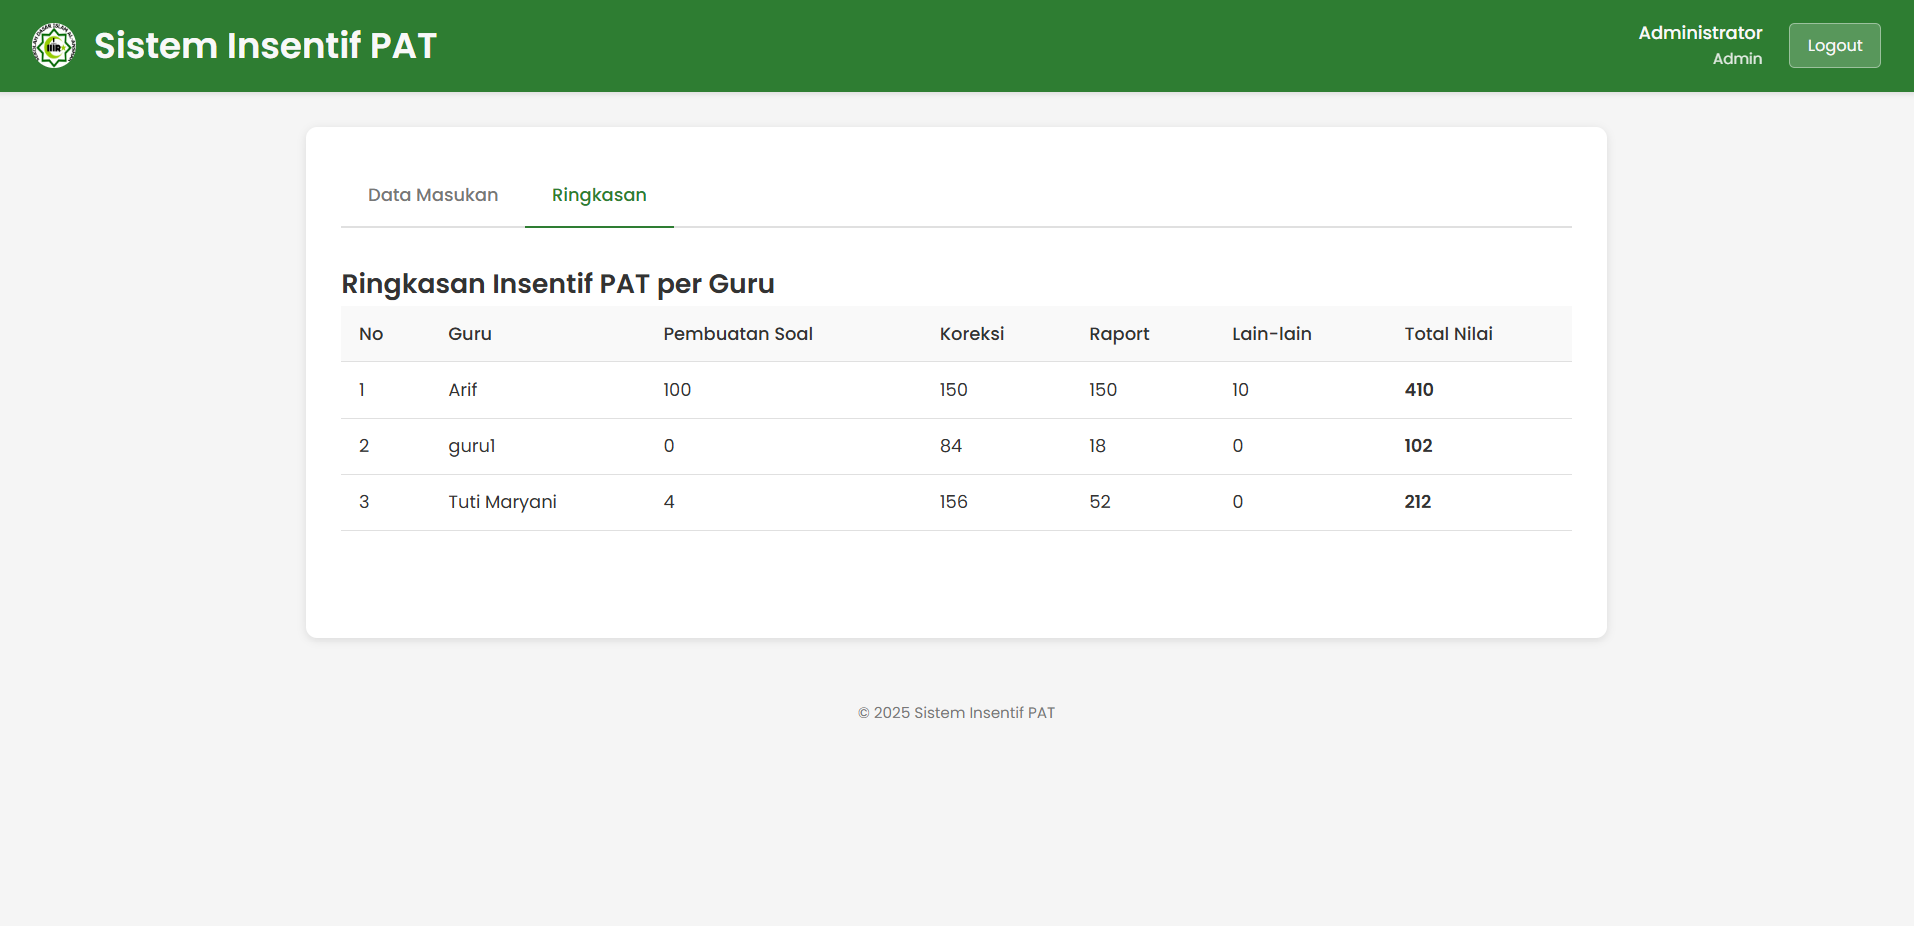 Sistem Insentif PAT
Administrator
Admin
Logout
Data Masukan Ringkasan
Ringkasan Insentif PAT per Guru
No Guru Pembuatan Soal Koreksi Raport Lain-lain Total Nilai
1 Arif 100 150 150 10 410
2 guru1 0 84 18 0 102
3 Tuti Maryani 4 156 52 0 212
© 2025 Sistem Insentif PAT